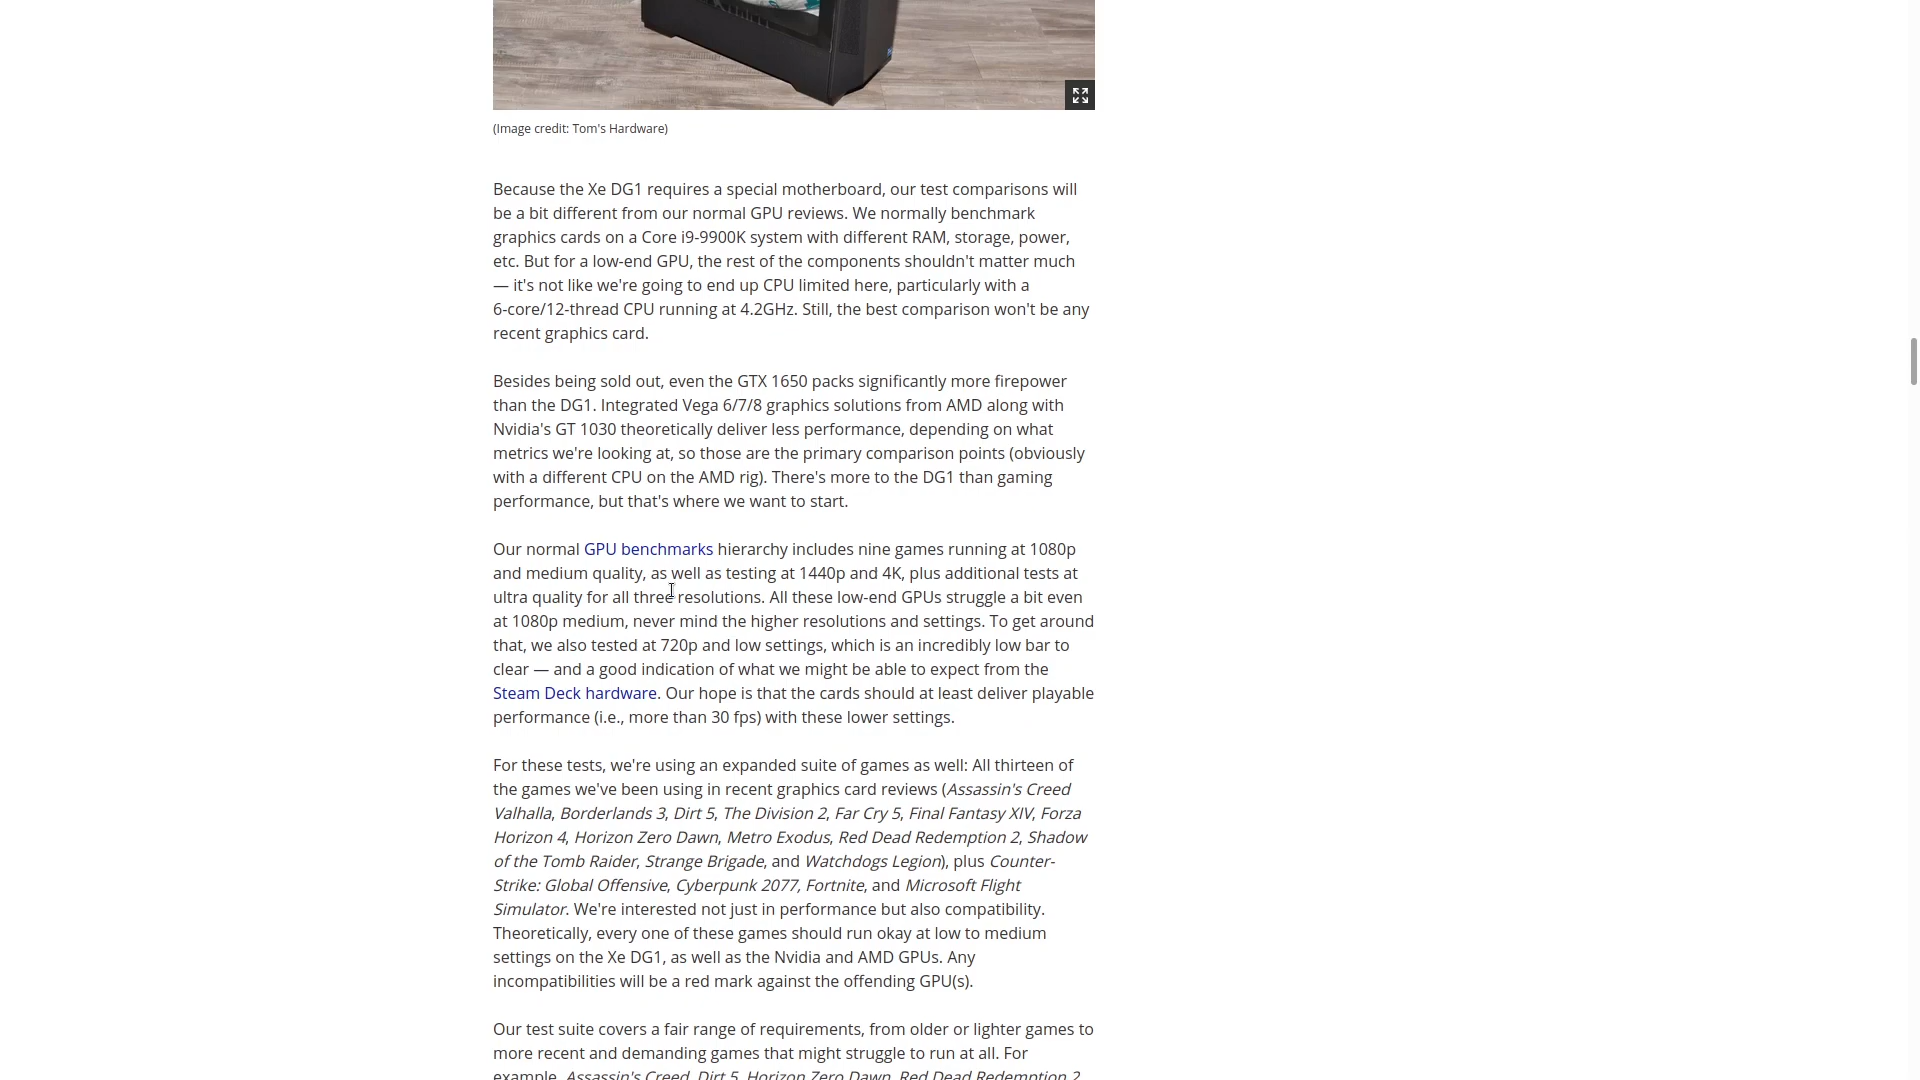 (Image credit: Tom's Hardware)
Because the Xe DG1 requires a special motherboard, our test comparisons will
be a bit different from our normal GPU reviews. We normally benchmark
graphics cards on a Core i9-9900K system with different RAM, storage, power,
etc. But for a low-end GPU, the rest of the components shouldn't matter much
— it's not like we're going to end up CPU limited here, particularly with a
6-core/12-thread CPU running at 4.2GHz. Still, the best comparison won't be any
recent graphics card.
Besides being sold out, even the GTX 1650 packs significantly more firepower
than the DG1. Integrated Vega 6/7/8 graphics solutions from AMD along with
Nvidia's GT 1030 theoretically deliver less performance, depending on what
metrics we're looking at, so those are the primary comparison points (obviously
with a different CPU on the AMD rig). There's more to the DG1 than gaming
performance, but that's where we want to start.
Our normal GPU benchmarks hierarchy includes nine games running at 1080p
and medium quality, as well as testing at 1440p and 4K, plus additional tests at
ultra quality for all three resolutions. All these low-end GPUs struggle a bit even
at 1080p medium, never mind the higher resolutions and settings. To get around
that, we also tested at 720p and low settings, which is an incredibly low bar to
clear — and a good indication of what we might be able to expect from the
Steam Deck hardware. Our hope is that the cards should at least deliver playable
performance (i.e., more than 30 fps) with these lower settings.
For these tests, we're using an expanded suite of games as well: All thirteen of
the games we've been using in recent graphics card reviews (Assassin's Creed
Valhalla, Borderlands 3, Dirt 5, The Division 2, Far Cry 5, Final Fantasy XIV, Forza
Horizon 4, Horizon Zero Dawn, Metro Exodus, Red Dead Redemption 2, Shadow
of the Tomb Raider, Strange Brigade, and Watchdogs Legion), plus Counter-
Strike: Global Offensive, Cyberpunk 2077, Fortnite, and Microsoft Flight
Simulator. We're interested not just in performance but also compatibility.
Theoretically, every one of these games should run okay at low to medium
settings on the Xe DG1, as well as the Nvidia and AMD GPUs. Any
incompatibilities will be a red mark against the offending GPU(s).
Our test suite covers a fair range of requirements, from older or lighter games to
more recent and demanding games that might struggle to run at all. For
example, Assassin's Creed, Dirt 5, Horizon Zero Dawn, Red Dead Redemption 2,